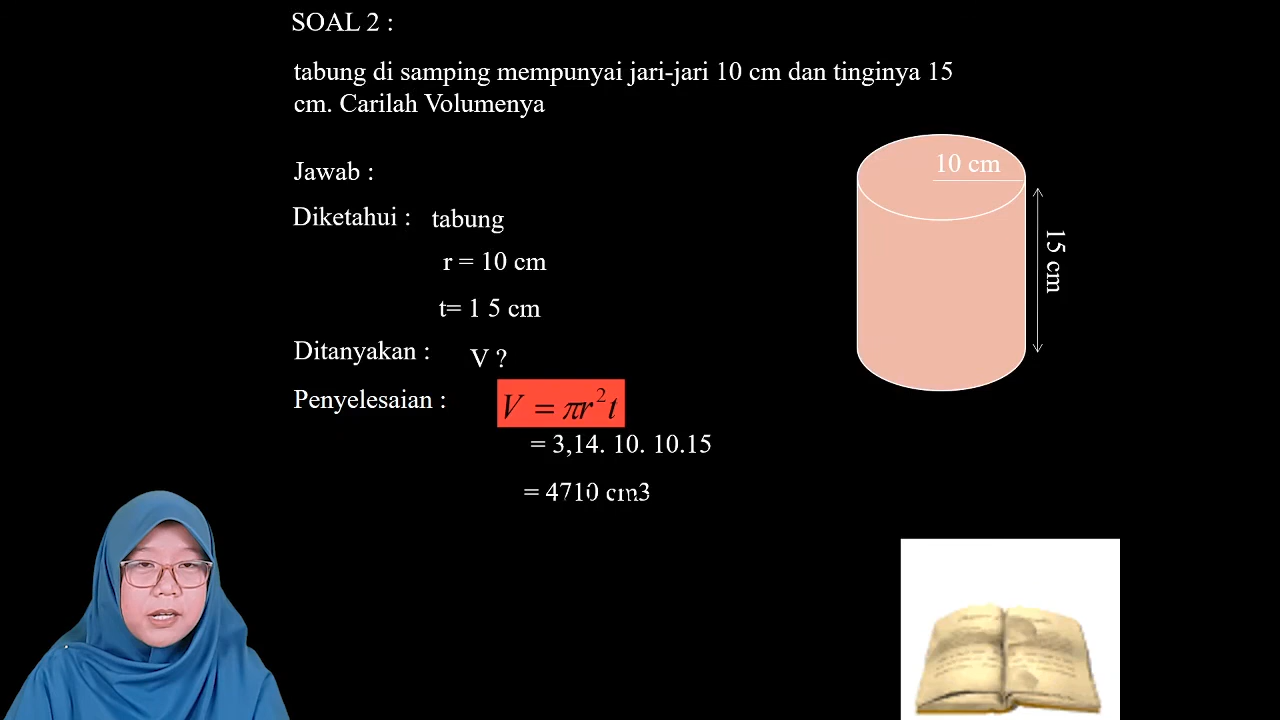 SOAL 2 :
tabung di samping mempunyai jari-jari 10 cm dan tinginya 15
cm. Carilah Volumenya
Jawab :
Diketahui : tabung
r = 10 cm
t= 1 5 cm
Ditanyakan : V ?
Penyelesaian : V = πr²t
= 3,14. 10. 10.15
= 4710 cm3
10 cm
15 cm